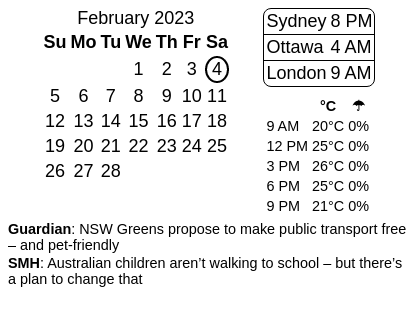 February 2023
Su Mo Tu We Th Fr Sa
1 2 3 4
5 6 7 8 9 10 11
12 13 14 15 16 17 18
19 20 21 22 23 24 25
26 27 28
Sydney 8 PM
Ottawa 4 AM
London 9 AM
°C ☂
9 AM 20°C 0%
12 PM 25°C 0%
3 PM 26°C 0%
6 PM 25°C 0%
9 PM 21°C 0%
Guardian: NSW Greens propose to make public transport free
– and pet-friendly
SMH: Australian children aren’t walking to school – but there’s
a plan to change that